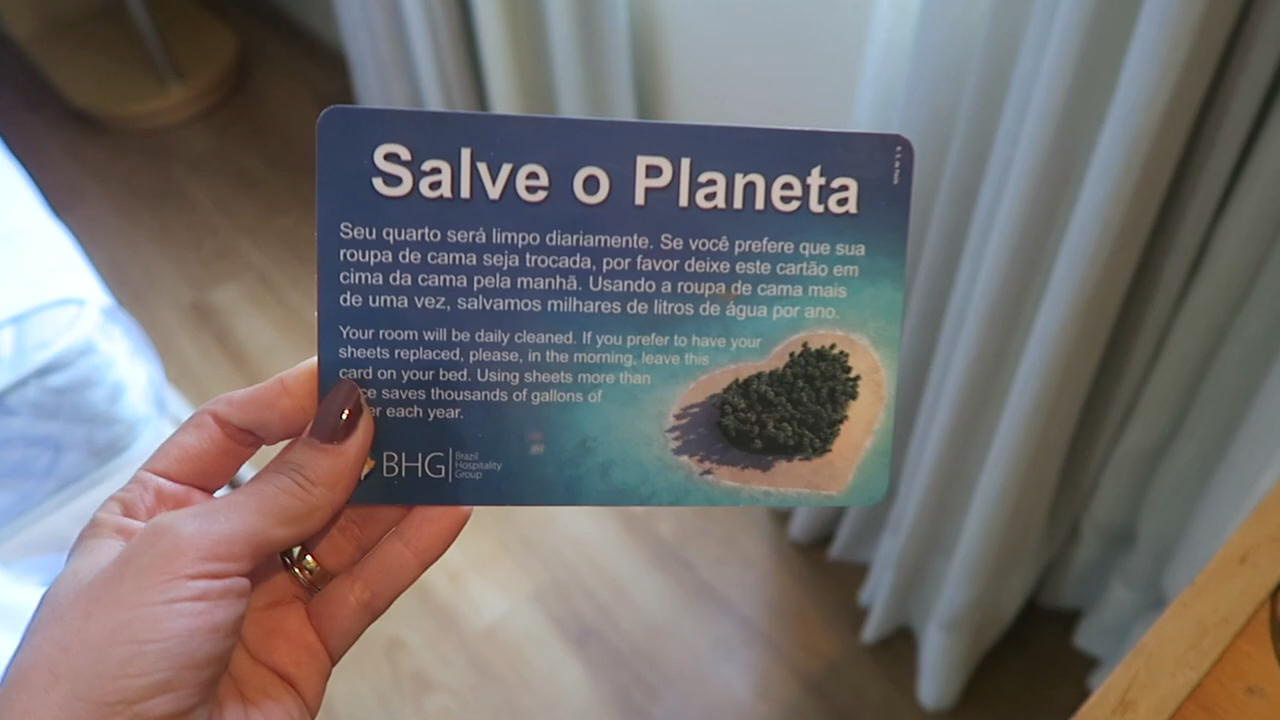 Salve o Planeta
Seu quarto será limpo diariamente. Se você prefere que sua
roupa de cama seja trocada, por favor deixe este cartão em
cima da cama pela manhã. Usando a roupa de cama mais
de uma vez, salvamos milhares de litros de água por ano.
Your room will be daily cleaned. If you prefer to have your
sheets replaced, please, in the morning, leave this
card on your bed. Using sheets more than
ce saves thousands of gallons of
er each year.
BHG
Brazil
Hospitality
Group